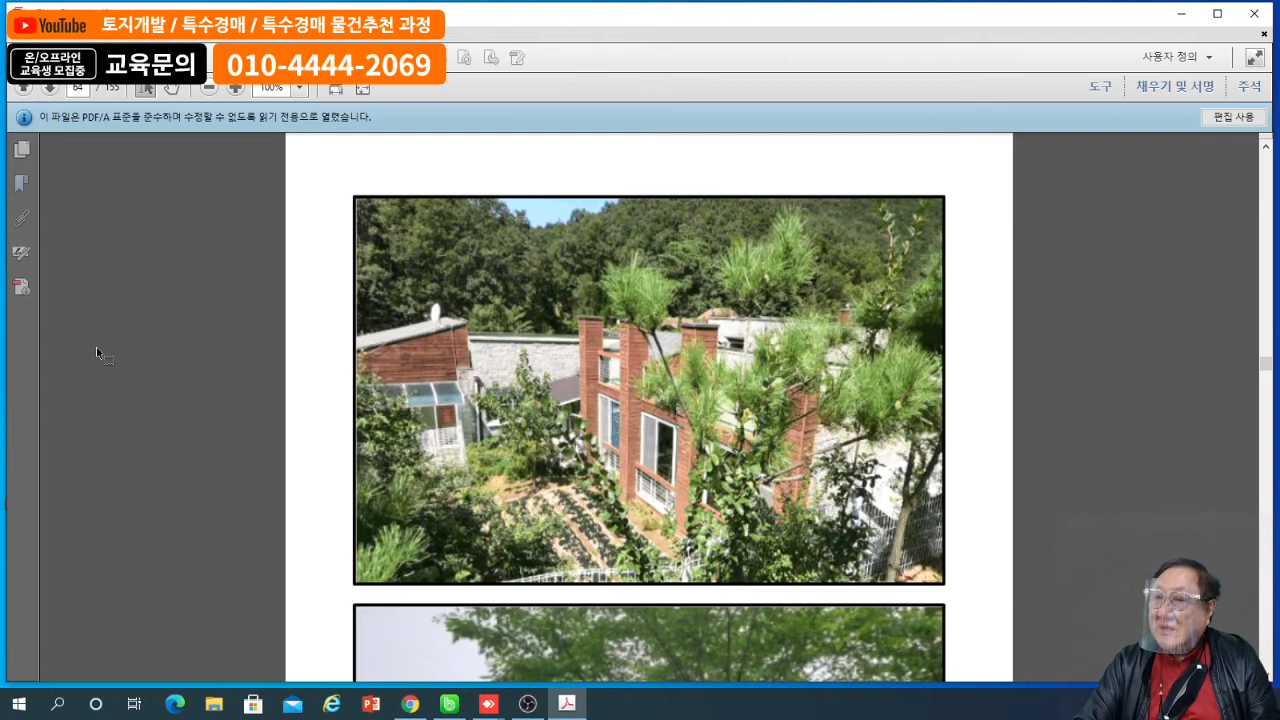 YouTube 토지개발 / 특수경매 / 특수경매 물건추천 과정
온/오프라인
교육생 모집중
교육문의
010-4444-2069
사용자 정의
64 / 155
100%
도구
채우기 및 서명
주석
이 파일은 PDF/A 표준을 준수하며 수정할 수 없도록 읽기 전용으로 열렸습니다.
편집 사용